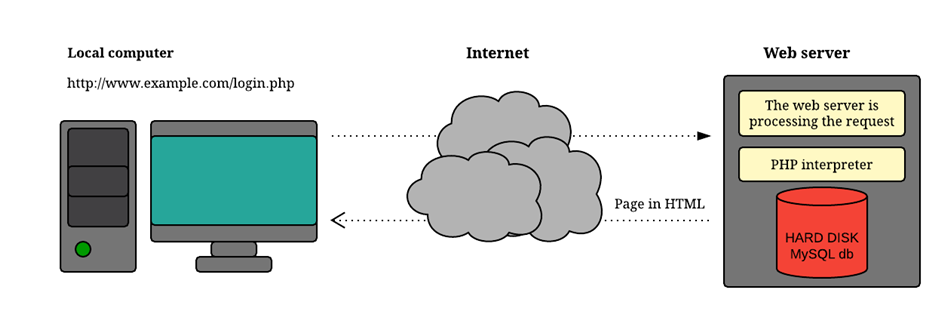 Local computer
http://www.example.com/login.php
Internet
Web server
The web server is
processing the request
PHP interpreter
Page in HTML
HARD DISK
MySQL db